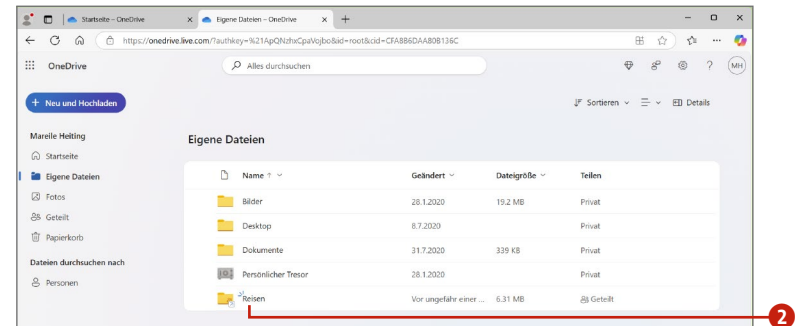 Startseite – OneDrive
Eigene Dateien – OneDrive
https://onedrive.live.com/?authkey=%21ApQNzhxCpaVojbo&id=root&cid=CFA8B6DAA80B136C
OneDrive
Alles durchsuchen
MH
+ Neu und Hochladen
Sortieren
Details
Mareile Heiting
Startseite
Eigene Dateien
Fotos
Geteilt
Papierkorb
Dateien durchsuchen nach
Personen
Eigene Dateien
Name Geändert Dateigröße Teilen
Bilder 28.1.2020 19.2 MB Privat
Desktop 8.7.2020 Privat
Dokumente 31.7.2020 339 KB Privat
Persönlicher Tresor 28.1.2020 Privat
Reisen Vor ungefähr einer ... 6.31 MB Geteilt
2